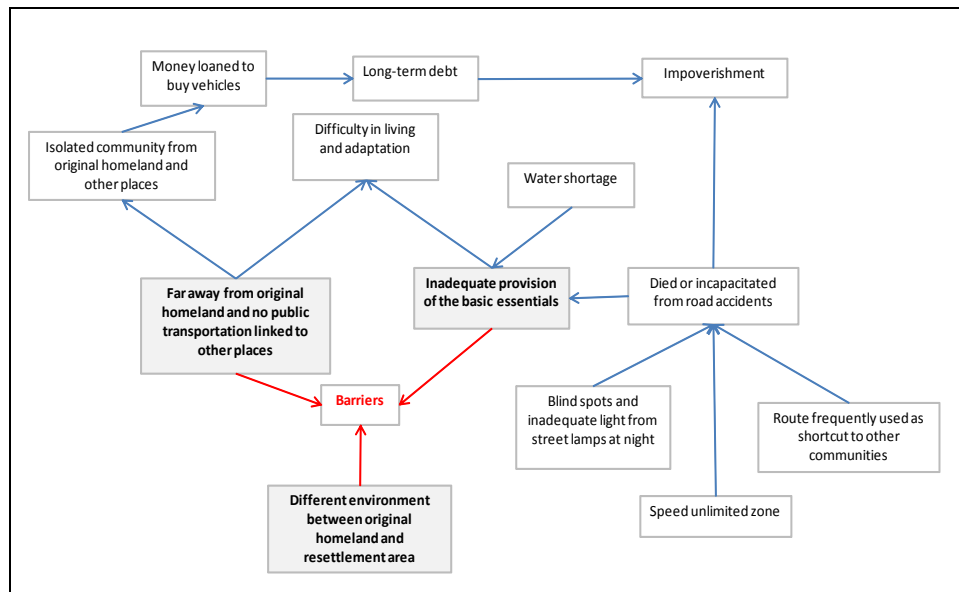 Money loaned to
buy vehicles
Long-term debt
Impoverishment
Isolated community from
original homeland and
other places
Difficulty in living
and adaptation
Water shortage
Far away from original
homeland and no public
transportation linked to
other places
Inadequate provision
of the basic essentials
Died or incapacitated
from road accidents
Barriers
Blind spots and
inadequate light from
street lamps at night
Route frequently used as
shortcut to other
communities
Different environment
between original
homeland and
resettlement area
Speed unlimited zone